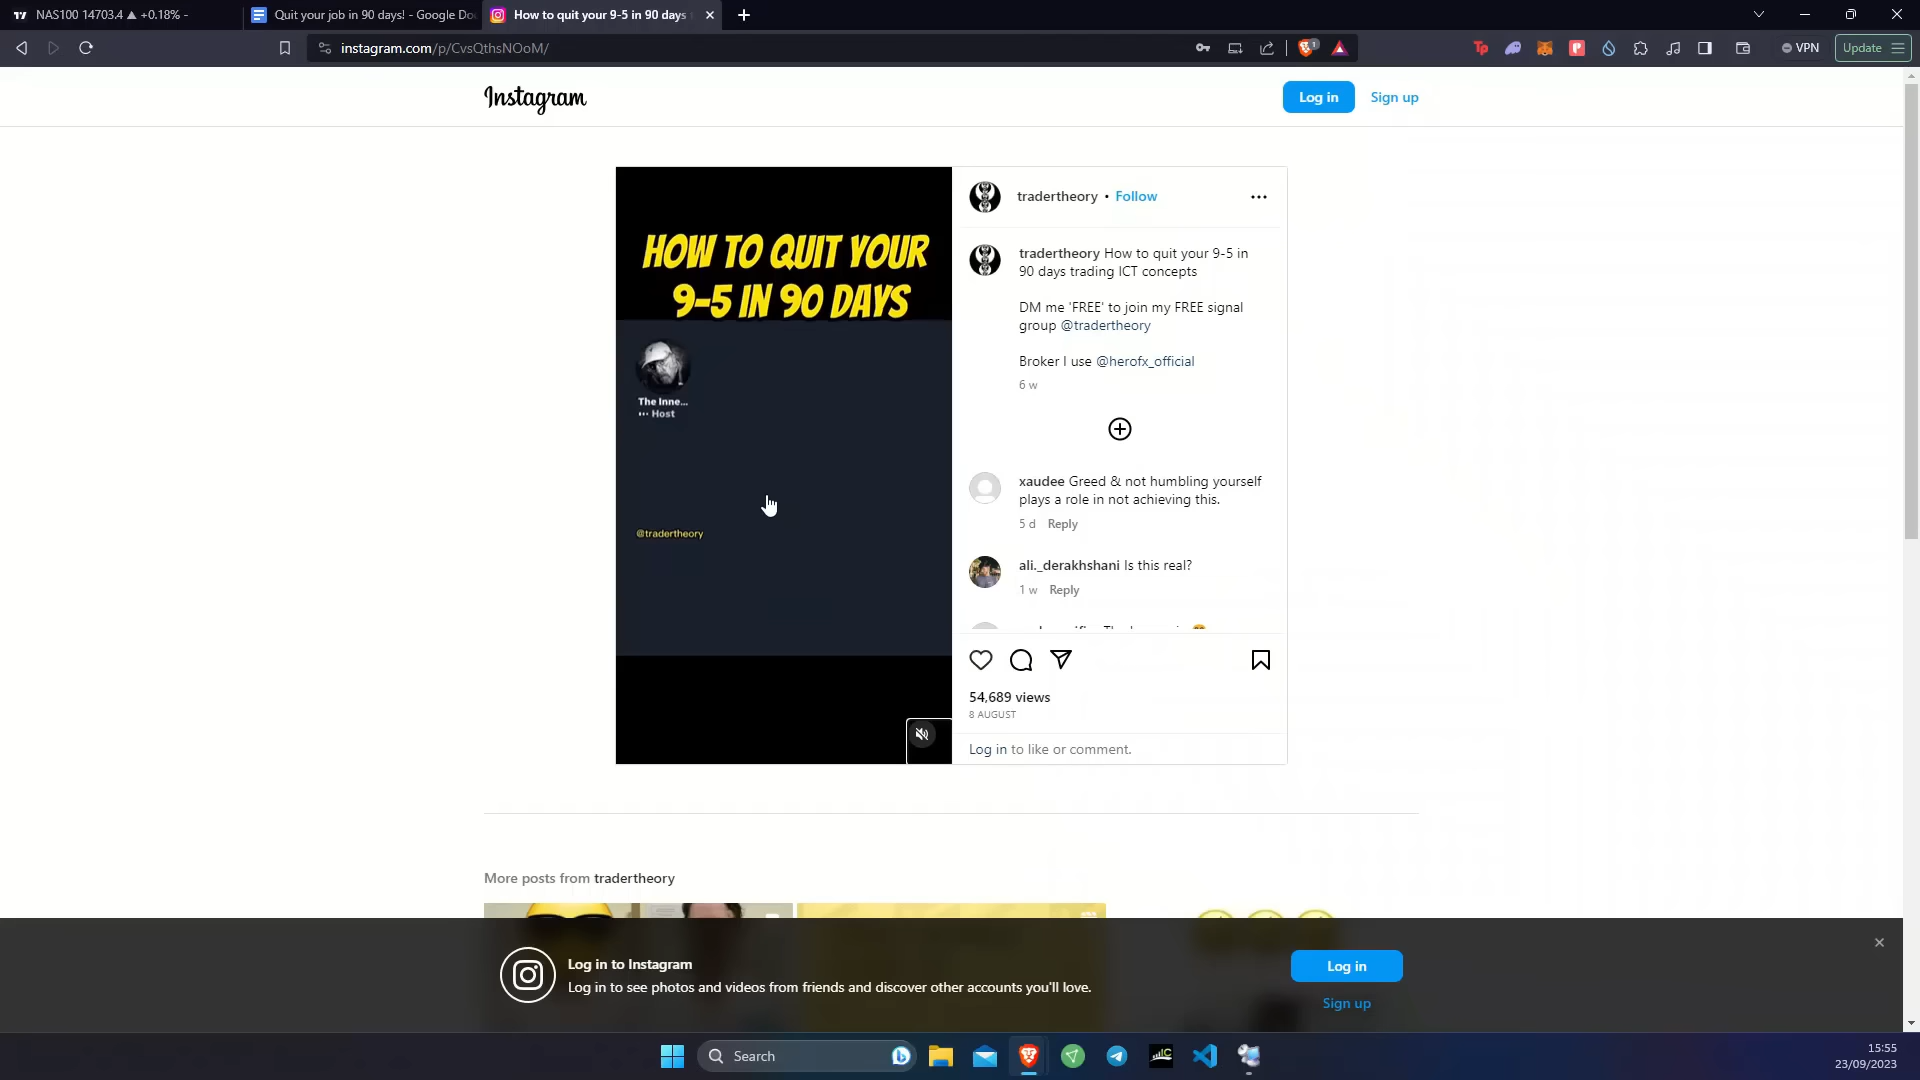 NAS100 14703.4 ▲ +0.18% -
Quit your job in 90 days! - Google Do
How to quit your 9-5 in 90 days
instagram.com/p/CvsQthsNOoM/
1
VPN
Update
Instagram
Log in
Sign up
HOW TO QUIT YOUR
9-5 IN 90 DAYS
The Inne...
Host
@tradertheory
tradertheory • Follow
tradertheory How to quit your 9-5 in
90 days trading ICT concepts
DM me 'FREE' to join my FREE signal
group @tradertheory
Broker I use @herofx_official
6 w
xaudee Greed & not humbling yourself
plays a role in not achieving this.
5 d Reply
ali._derakhshani Is this real?
1 w Reply
54,689 views
8 AUGUST
Log in to like or comment.
More posts from tradertheory
Log in to Instagram
Log in to see photos and videos from friends and discover other accounts you'll love.
Log in
Sign up
Search
15:55
23/09/2023